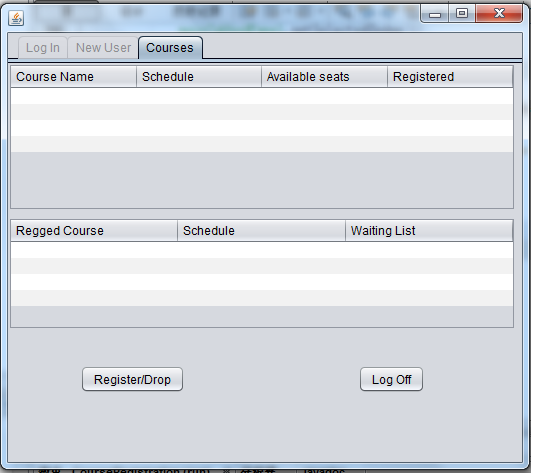 Log In New User Courses
Course Name Schedule Available seats Registered
Regged Course Schedule Waiting List
Register/Drop Log Off